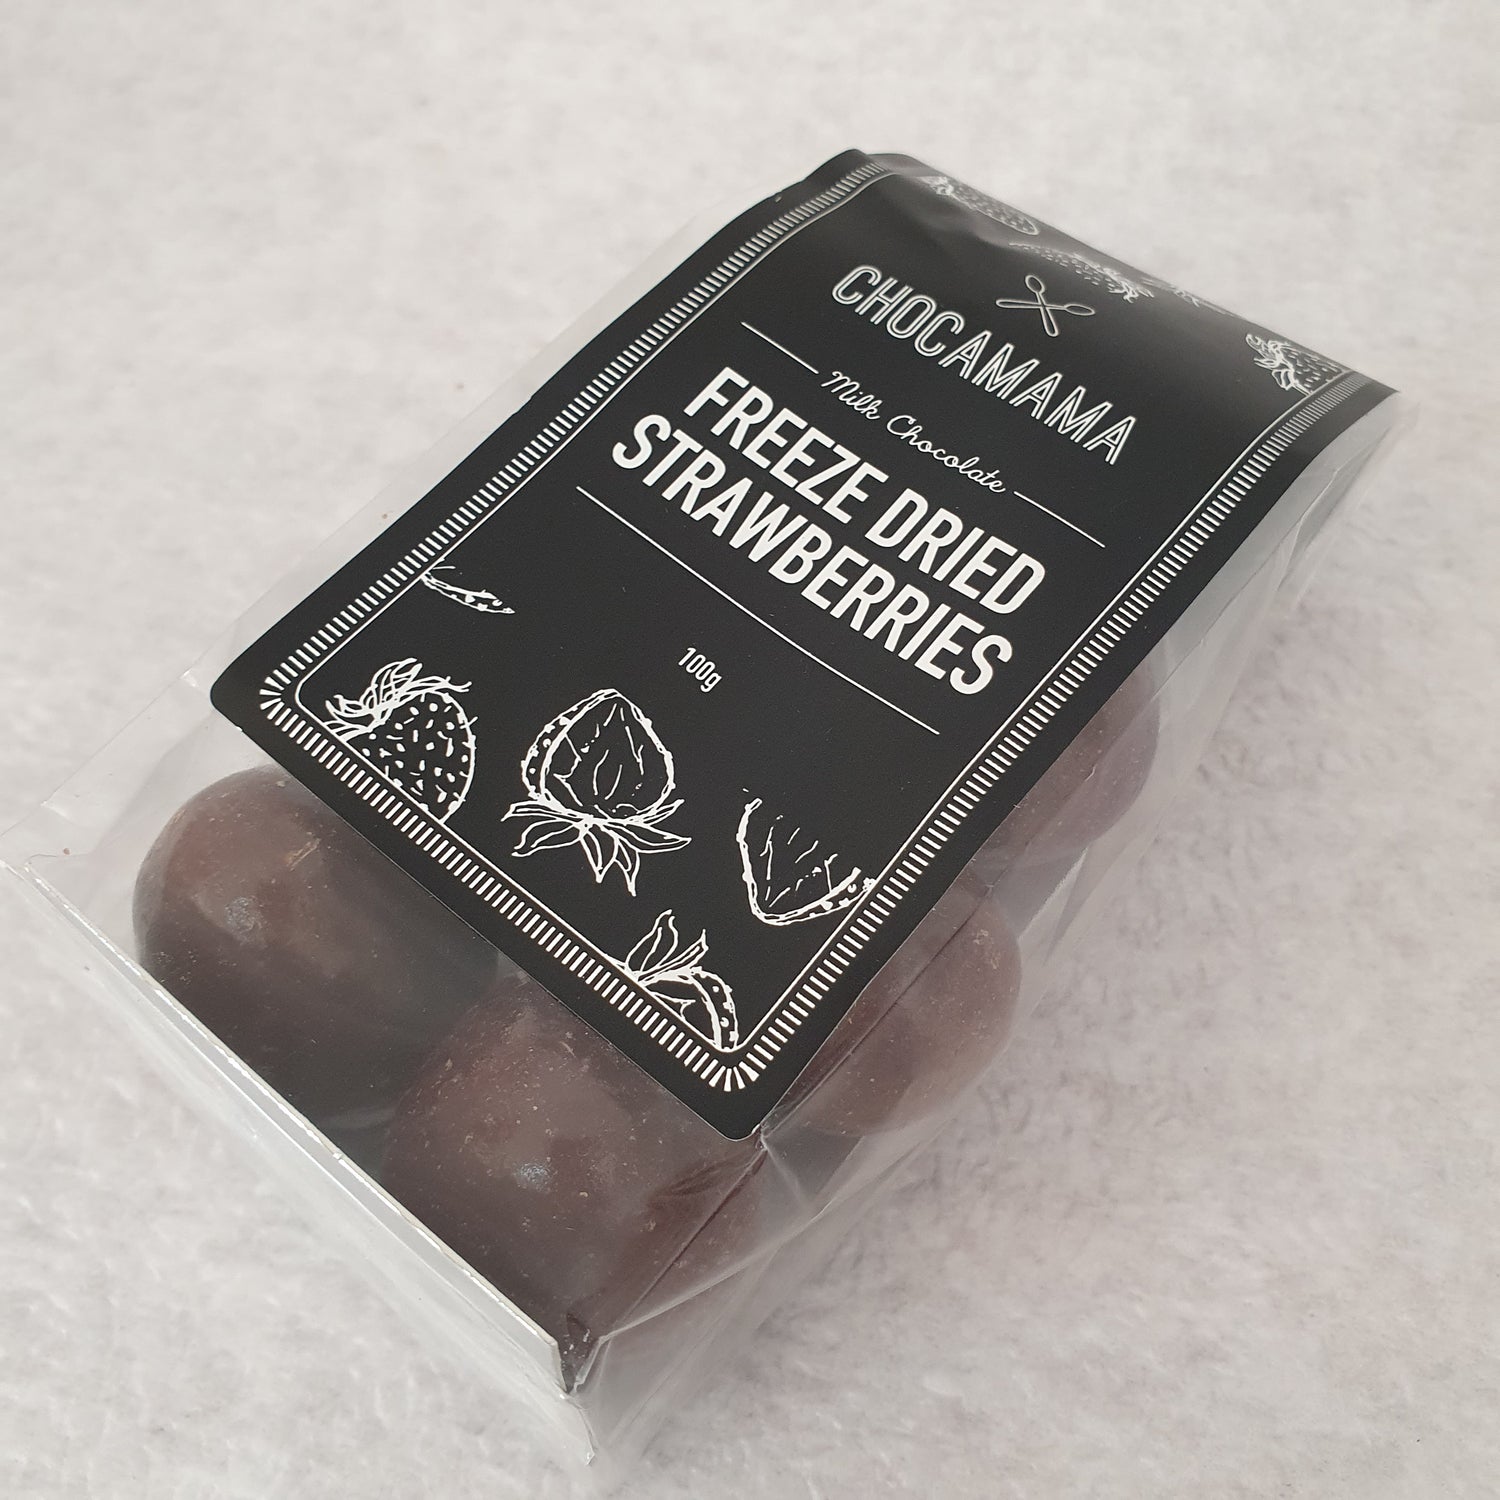 CHOCAMAMA
Milk Chocolate
FREEZE DRIED
STRAWBERRIES
100g